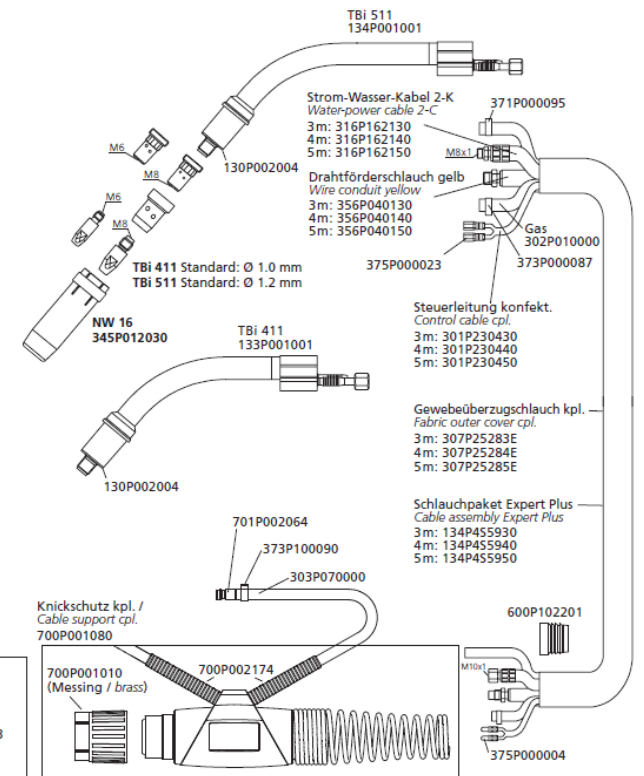 TBi 511
134P001001
Strom-Wasser-Kabel 2-K
Water-power cable 2-C
3m: 316P162130
4m: 316P162140
5m: 316P162150
371P000095
M8x1
M6
M8
130P002004
Drahtförderschlauch gelb
Wire conduit yellow
3m: 356P040130
4m: 356P040140
5m: 356P040150
M6
M8
Gas
302P010000
375P000023
373P000087
TBi 411 Standard: Ø 1.0 mm
TBi 511 Standard: Ø 1.2 mm
NW 16
345P012030
Steuerleitung konfekt.
Control cable cpl.
3m: 301P230430
4m: 301P230440
5m: 301P230450
TBi 411
133P001001
Gewebeüberzugschlauch kpl.
Fabric outer cover cpl.
3m: 307P25283E
4m: 307P25284E
5m: 307P25285E
130P002004
Schlauchpaket Expert Plus
Cable assembly Expert Plus
3m: 134P4S5930
4m: 134P4S5940
5m: 134P4S5950
701P002064
373P100090
303P070000
Knickschutz kpl. /
Cable support cpl.
700P001080
600P102201
700P001010
(Messing / brass)
700P002174
M10x1
3
375P000004